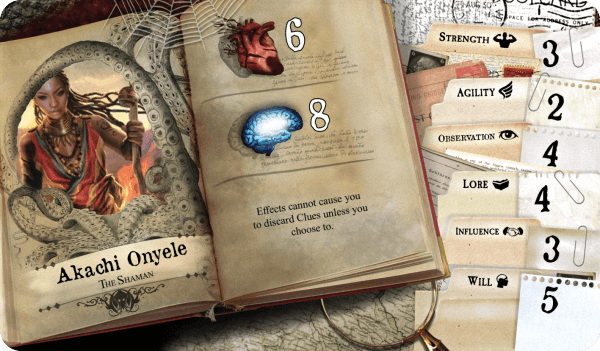 6
8
Effects cannot cause you
to discard Clues unless you
choose to.
Akachi Onyele
The Shaman
Strength 3
Agility 2
Observation 4
Lore 4
Influence 3
Will 5